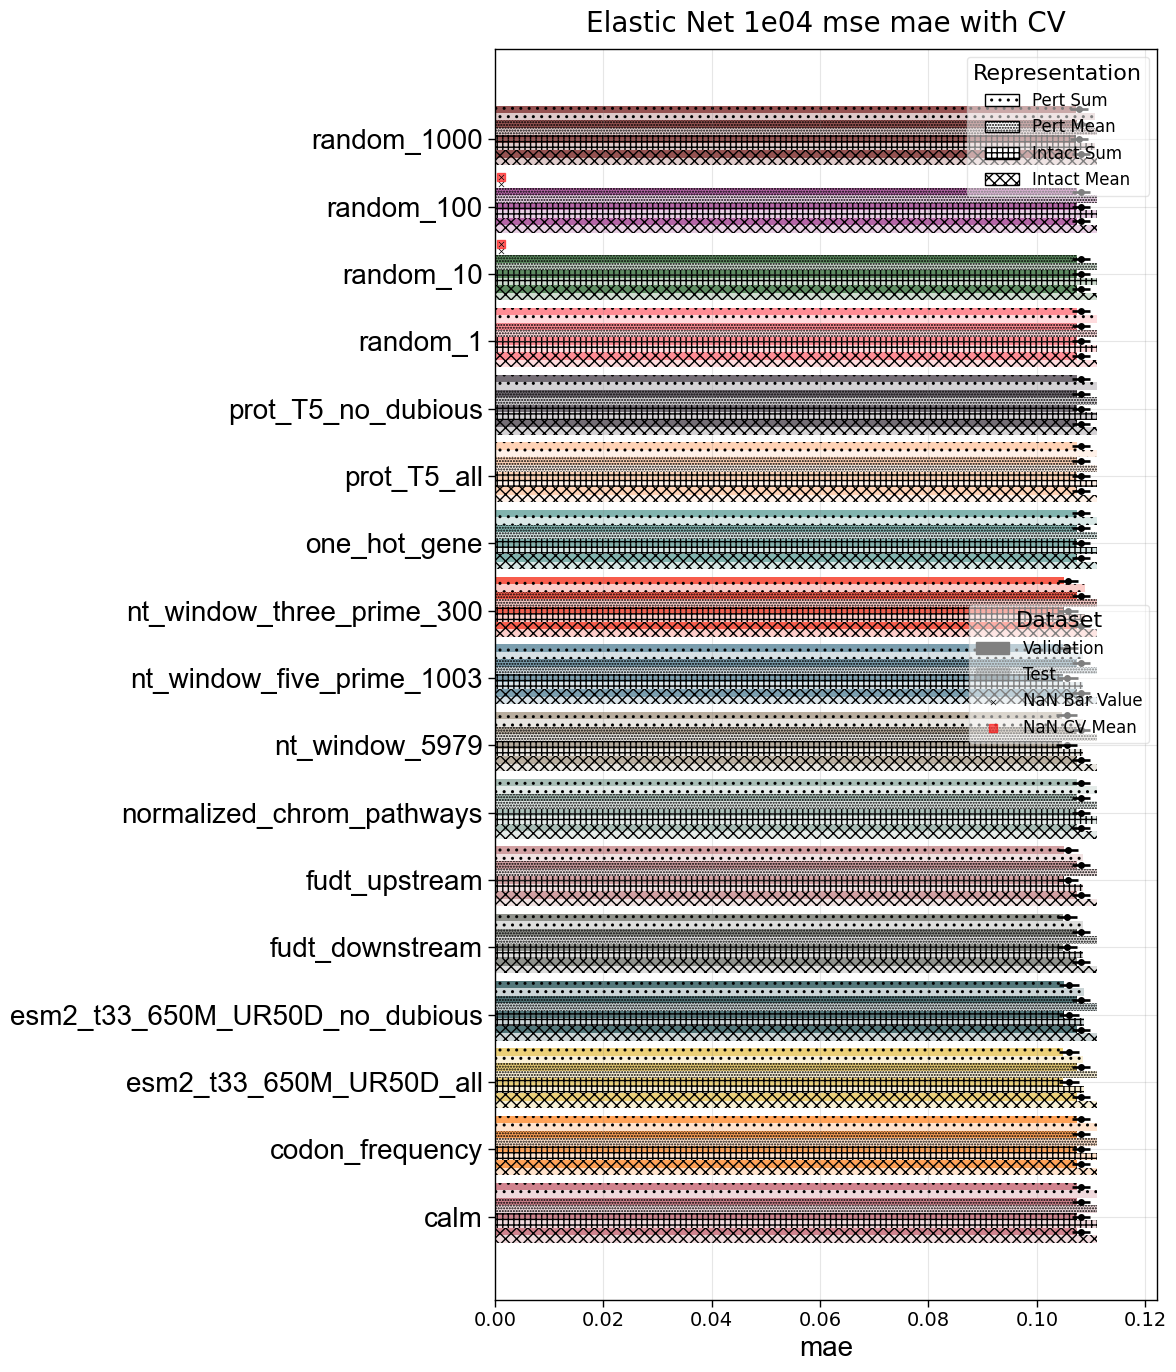 Elastic Net 1e04 mse mae with CV
Representation
Pert Sum
Pert Mean
Intact Sum
Intact Mean
random_1000
random_100
random_10
random_1
prot_T5_no_dubious
prot_T5_all
one_hot_gene
nt_window_three_prime_300
nt_window_five_prime_1003
nt_window_5979
normalized_chrom_pathways
fudt_upstream
fudt_downstream
esm2_t33_650M_UR50D_no_dubious
esm2_t33_650M_UR50D_all
codon_frequency
calm
Dataset
Validation
Test
NaN Bar Value
NaN CV Mean
0.00 0.02 0.04 0.06 0.08 0.10 0.12
mae